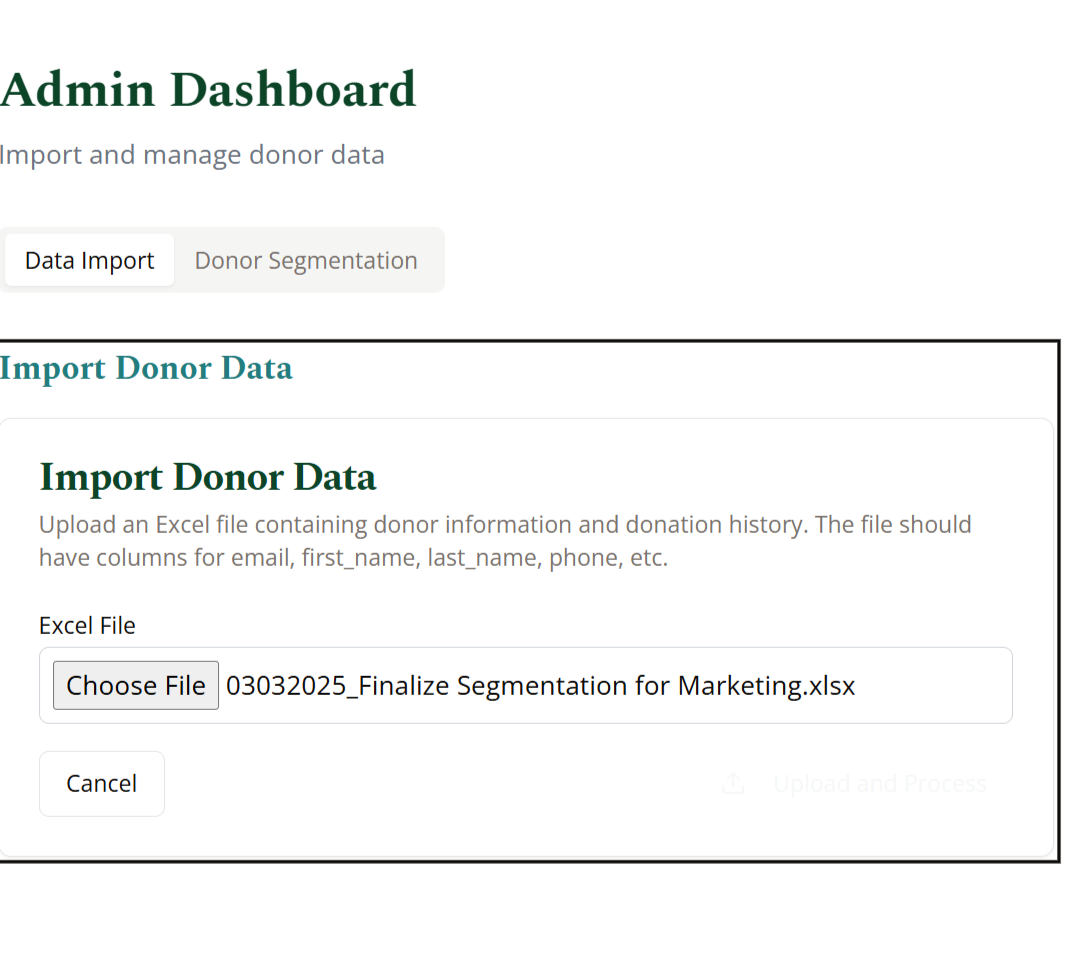 Admin Dashboard
Import and manage donor data
Data Import
Donor Segmentation
Import Donor Data
Import Donor Data
Upload an Excel file containing donor information and donation history. The file should
have columns for email, first_name, last_name, phone, etc.
Excel File
Choose File 03032025_Finalize Segmentation for Marketing.xlsx
Cancel
Upload and Process